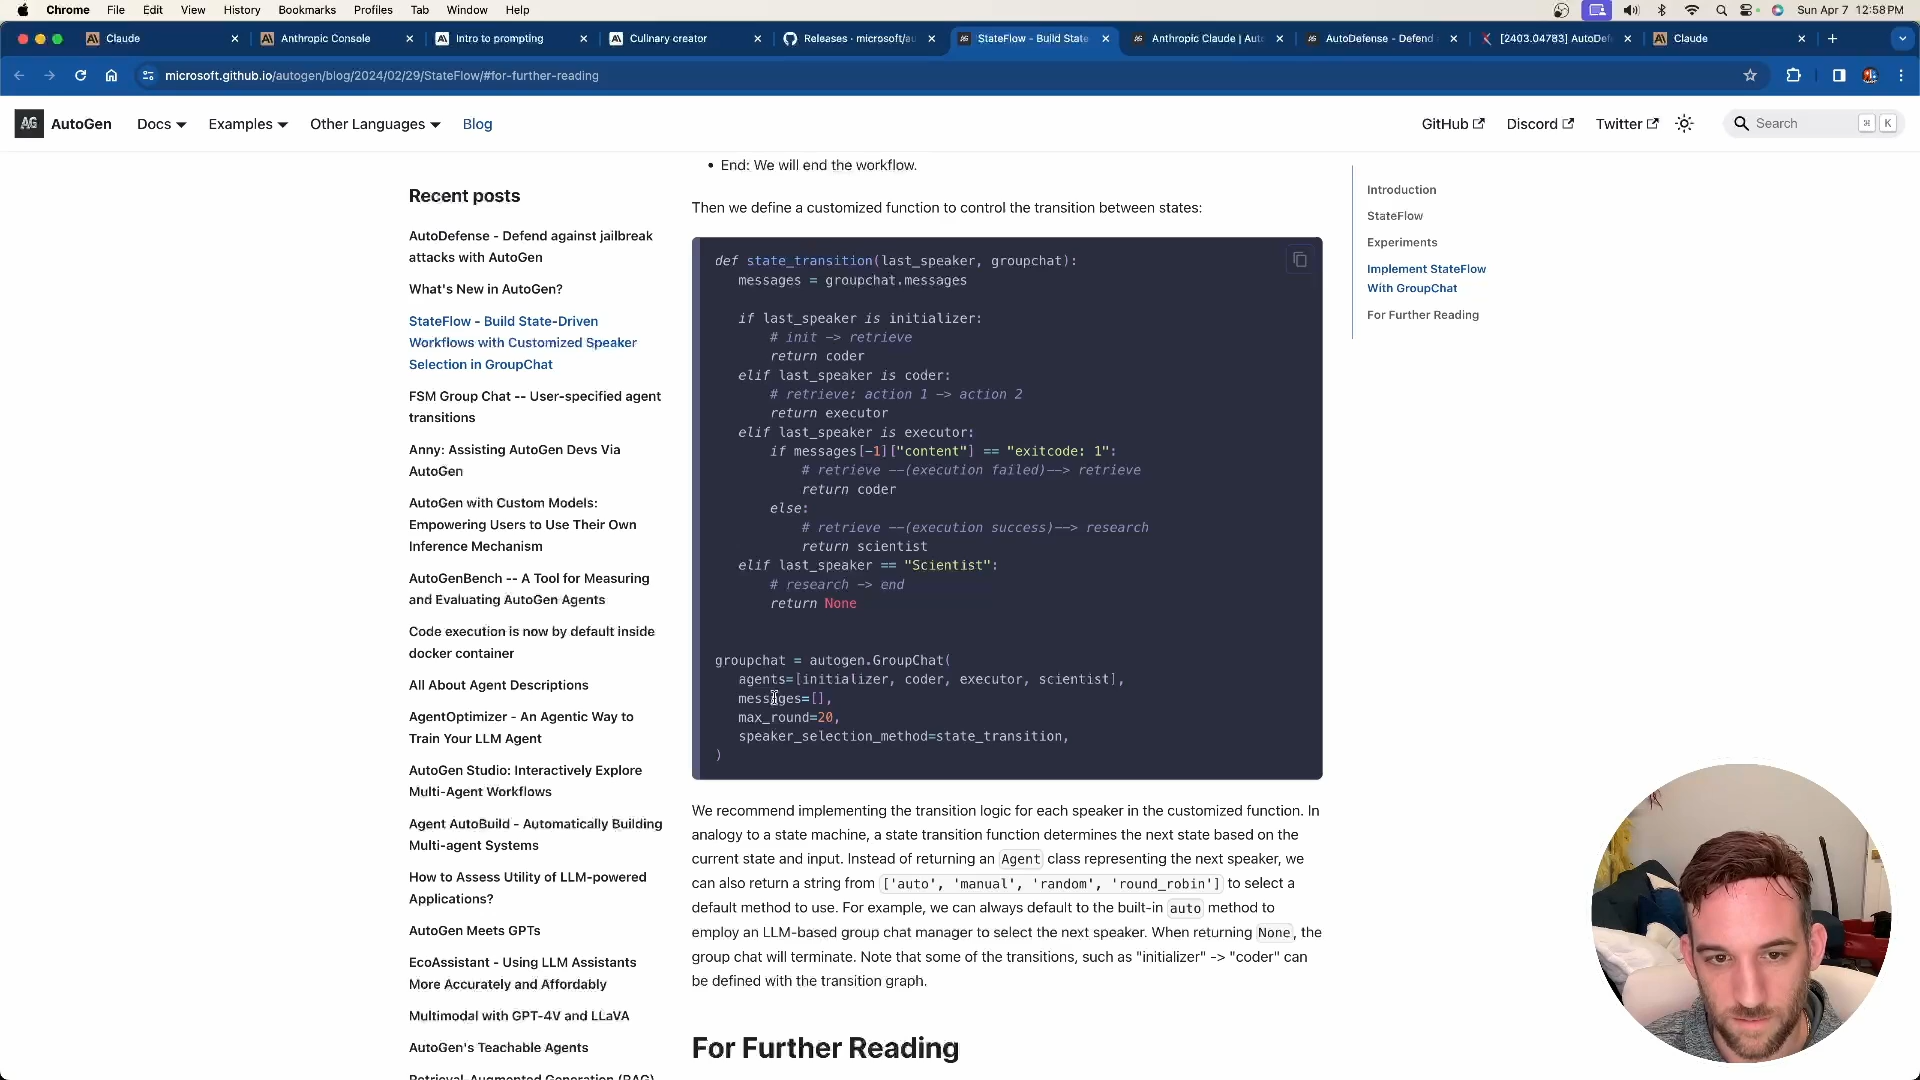 Chrome File Edit View History Bookmarks Profiles Tab Window Help Sun Apr 7 12:58 PM
Claude Anthropic Console Intro to prompting Culinary creator Releases · microsoft/au StateFlow - Build State Anthropic Claude | Auto AutoDefense - Defend [2403.04783] AutoDef Claude
microsoft.github.io/autogen/blog/2024/02/29/StateFlow/#for-further-reading
AG AutoGen Docs Examples Other Languages Blog GitHub Discord Twitter Search ⌘ K
Recent posts
AutoDefense - Defend against jailbreak
attacks with AutoGen
What's New in AutoGen?
StateFlow - Build State-Driven
Workflows with Customized Speaker
Selection in GroupChat
FSM Group Chat -- User-specified agent
transitions
Anny: Assisting AutoGen Devs Via
AutoGen
AutoGen with Custom Models:
Empowering Users to Use Their Own
Inference Mechanism
AutoGenBench -- A Tool for Measuring
and Evaluating AutoGen Agents
Code execution is now by default inside
docker container
All About Agent Descriptions
AgentOptimizer - An Agentic Way to
Train Your LLM Agent
AutoGen Studio: Interactively Explore
Multi-Agent Workflows
Agent AutoBuild - Automatically Building
Multi-agent Systems
How to Assess Utility of LLM-powered
Applications?
AutoGen Meets GPTs
EcoAssistant - Using LLM Assistants
More Accurately and Affordably
Multimodal with GPT-4V and LLaVA
AutoGen's Teachable Agents
Retrieval-Augmented Generation (RAG)
• End: We will end the workflow.
Then we define a customized function to control the transition between states:
def state_transition(last_speaker, groupchat):
messages = groupchat.messages
if last_speaker is initializer:
# init -> retrieve
return coder
elif last_speaker is coder:
# retrieve: action 1 -> action 2
return executor
elif last_speaker is executor:
if messages[-1]["content"] == "exitcode: 1":
# retrieve --(execution failed)--> retrieve
return coder
else:
# retrieve --(execution success)--> research
return scientist
elif last_speaker == "Scientist":
# research -> end
return None
groupchat = autogen.GroupChat(
agents=[initializer, coder, executor, scientist],
messages=[],
max_round=20,
speaker_selection_method=state_transition,
)
We recommend implementing the transition logic for each speaker in the customized function. In
analogy to a state machine, a state transition function determines the next state based on the
current state and input. Instead of returning an Agent class representing the next speaker, we
can also return a string from ['auto', 'manual', 'random', 'round_robin'] to select a
default method to use. For example, we can always default to the built-in auto method to
employ an LLM-based group chat manager to select the next speaker. When returning None, the
group chat will terminate. Note that some of the transitions, such as "initializer" -> "coder" can
be defined with the transition graph.
For Further Reading
Introduction
StateFlow
Experiments
Implement StateFlow
With GroupChat
For Further Reading